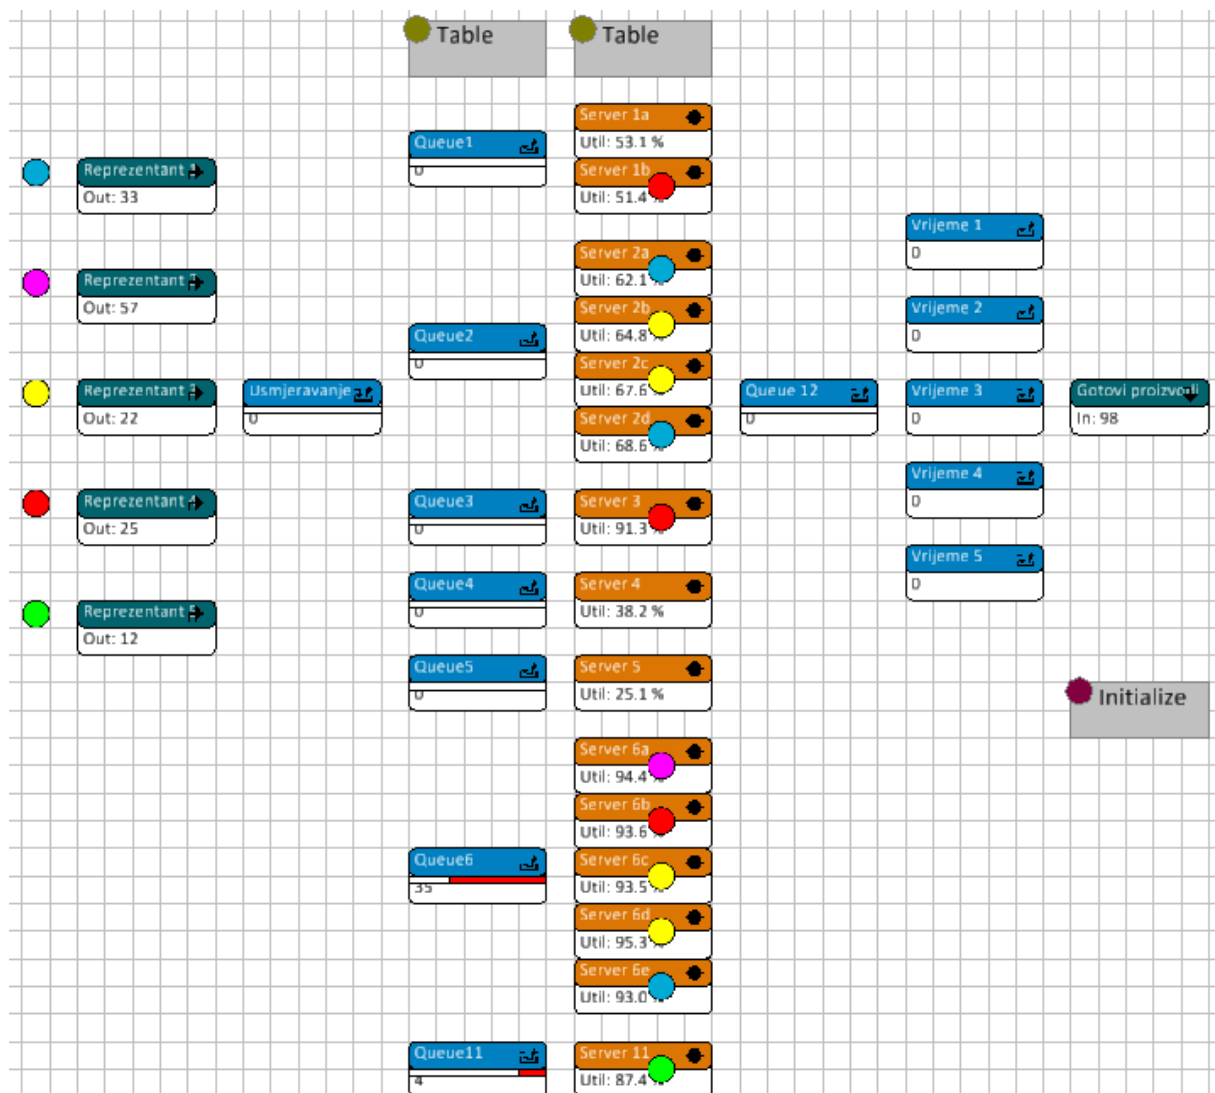 Table
Table
Server 1a
Util: 53.1 %
Queue1
0
Server 1b
Util: 51.4 %
Reprezentant 1
Out: 33
Vrijeme 1
0
Server 2a
Util: 62.1
Reprezentant
Out: 57
Server 2b
Util: 64.8
Vrijeme 2
0
Queue2
0
Server 2c
Util: 67.6
Reprezentant
Out: 22
Usmjeravanje
0
Queue 12
0
Vrijeme 3
0
Gotovi proizvodi
In: 98
Server 2d
Util: 68.6
Vrijeme 4
0
Reprezentant 4
Out: 25
Queue3
0
Server 3
Util: 91.3
Vrijeme 5
0
Queue4
0
Server 4
Util: 38.2 %
Reprezentant
Out: 12
Queue5
0
Server 5
Util: 25.1 %
Initialize
Server 6a
Util: 94.4
Server 6b
Util: 93.6
Queue6
35
Server 6c
Util: 93.5
Server 6d
Util: 95.3
Server 6e
Util: 93.0
Queue11
4
Server 11
Util: 87.4